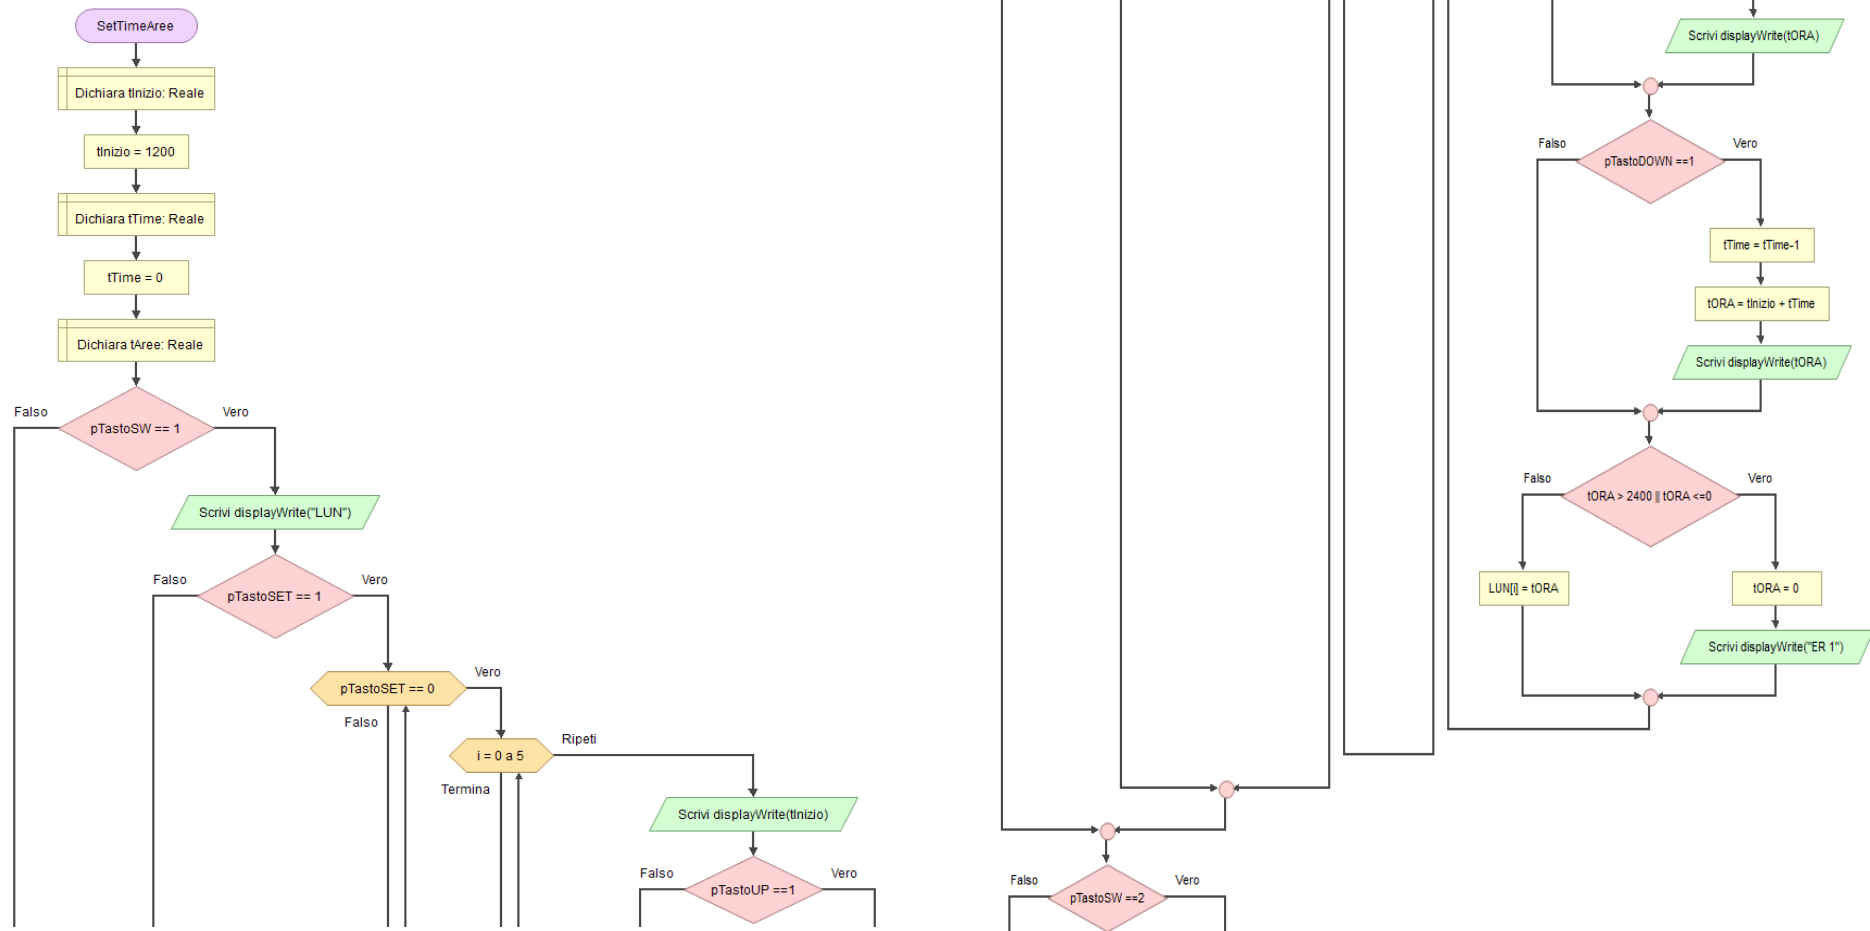 SetTimeAree
Dichiara tInizio: Reale
tInizio = 1200
Dichiara tTime: Reale
tTime = 0
Dichiara tAree: Reale
Falso
Vero
pTastoSW == 1
Scrivi displayWrite("LUN")
Falso
Vero
pTastoSET == 1
Vero
pTastoSET == 0
Falso
Ripeti
i = 0 a 5
Termina
Scrivi displayWrite(tInizio)
Falso
Vero
pTastoUP ==1
Scrivi displayWrite(tORA)
Falso
Vero
pTastoDOWN ==1
tTime = tTime-1
tORA = tInizio + tTime
Scrivi displayWrite(tORA)
Falso
Vero
tORA > 2400 || tORA <=0
LUN[i] = tORA
tORA = 0
Scrivi displayWrite("ER 1")
Falso
Vero
pTastoSW ==2